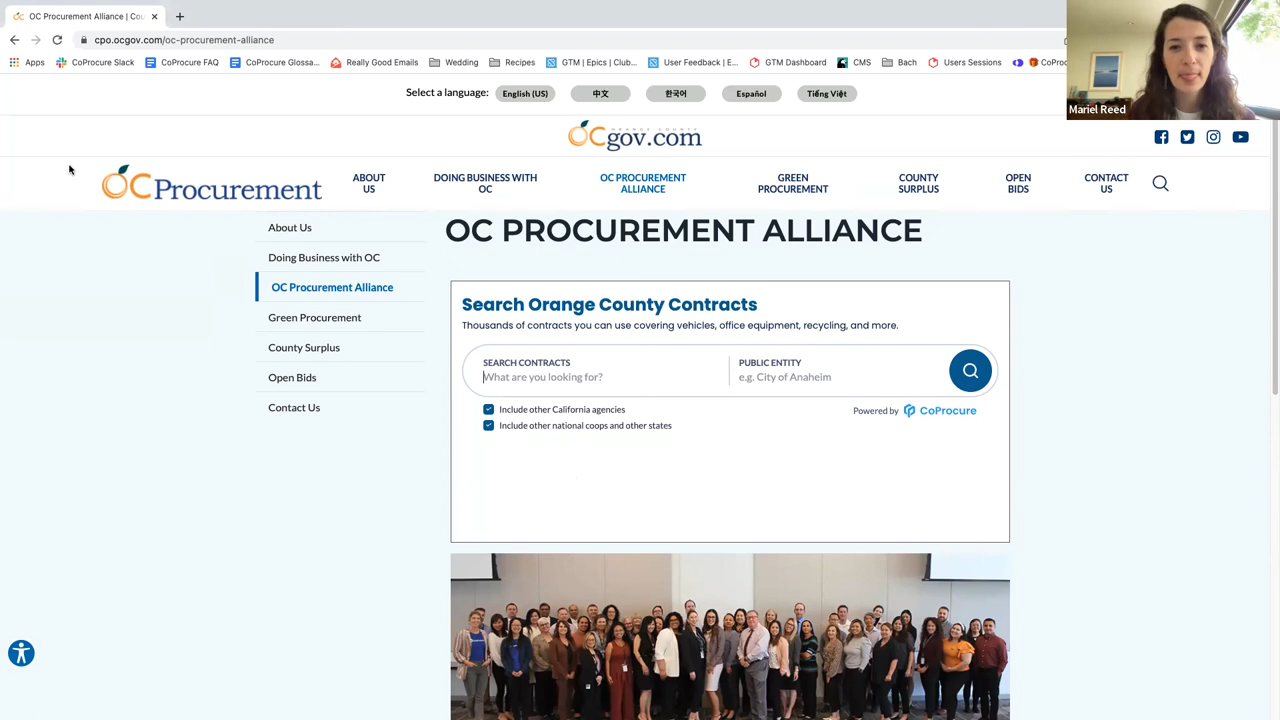 OC Procurement Alliance | Cou
cpo.ocgov.com/oc-procurement-alliance
Apps CoProcure Slack CoProcure FAQ CoProcure Glossa... Really Good Emails Wedding Recipes GTM | Epics | Club... User Feedback | E... GTM Dashboard CMS Bach Users Sessions CoProc
Mariel Reed
Select a language: English (US) 中文 한국어 Español Tiếng Việt
ORANGE COUNTY
OCgov.com
OC Procurement
ABOUT US
DOING BUSINESS WITH OC
OC PROCUREMENT ALLIANCE
GREEN PROCUREMENT
COUNTY SURPLUS
OPEN BIDS
CONTACT US
About Us
Doing Business with OC
OC Procurement Alliance
Green Procurement
County Surplus
Open Bids
Contact Us
OC PROCUREMENT ALLIANCE
Search Orange County Contracts
Thousands of contracts you can use covering vehicles, office equipment, recycling, and more.
SEARCH CONTRACTS
What are you looking for?
PUBLIC ENTITY
e.g. City of Anaheim
Include other California agencies
Include other national coops and other states
Powered by CoProcure